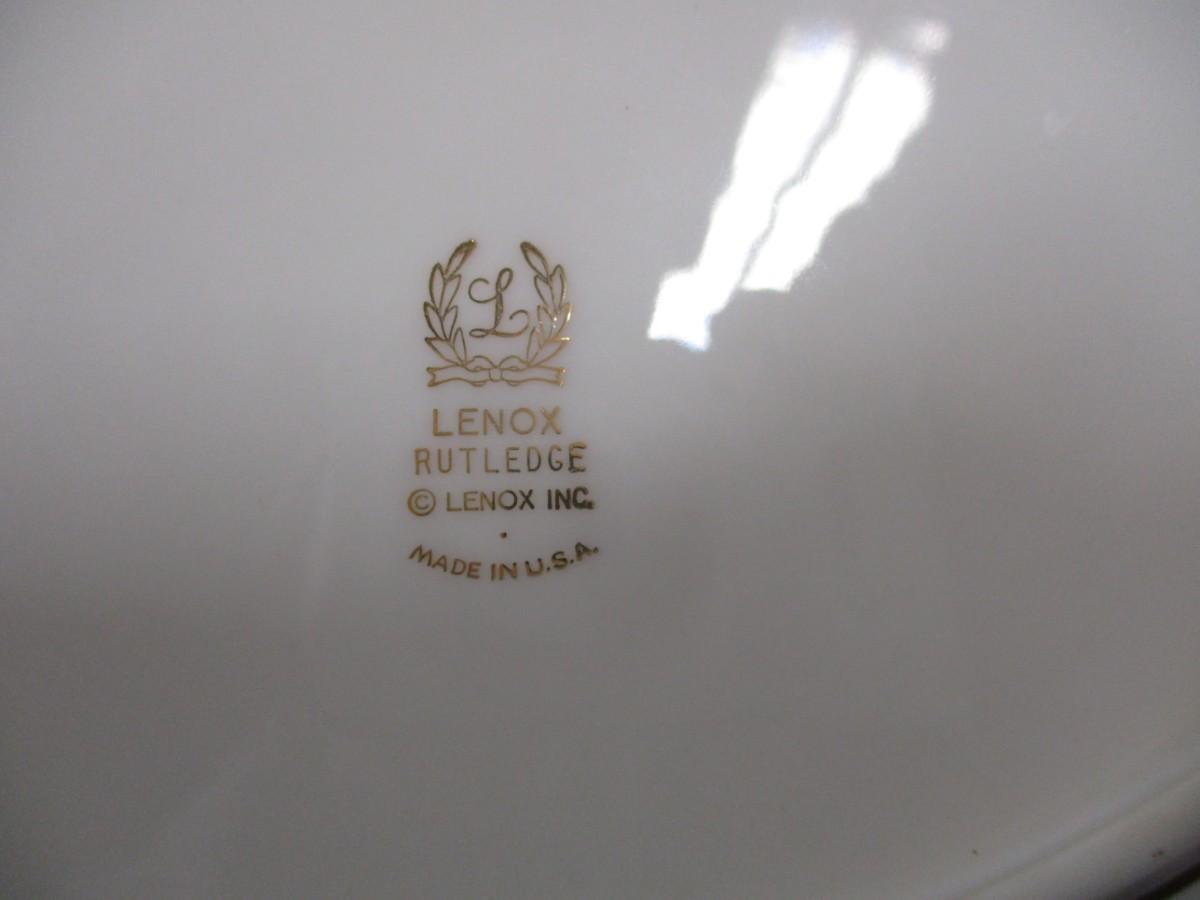 L
LENOX
RUTLEDGE
© LENOX INC.
MADE IN U.S.A.